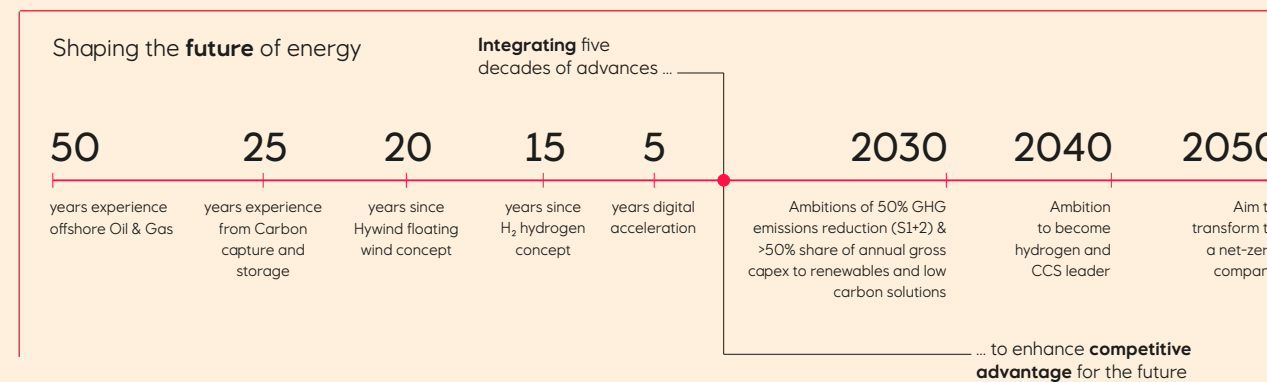 Shaping the future of energy
Integrating five
decades of advances ...
50
years experience
offshore Oil & Gas
25
years experience
from Carbon
capture and
storage
20
years since
Hywind floating
wind concept
15
years since
H₂ hydrogen
concept
5
years digital
acceleration
2030
Ambitions of 50% GHG
emissions reduction (S1+2) &
>50% share of annual gross
capex to renewables and low
carbon solutions
2040
Ambition
to become
hydrogen and
CCS leader
2050
Aim
transform
a
... to enhance competitive
advantage for the future